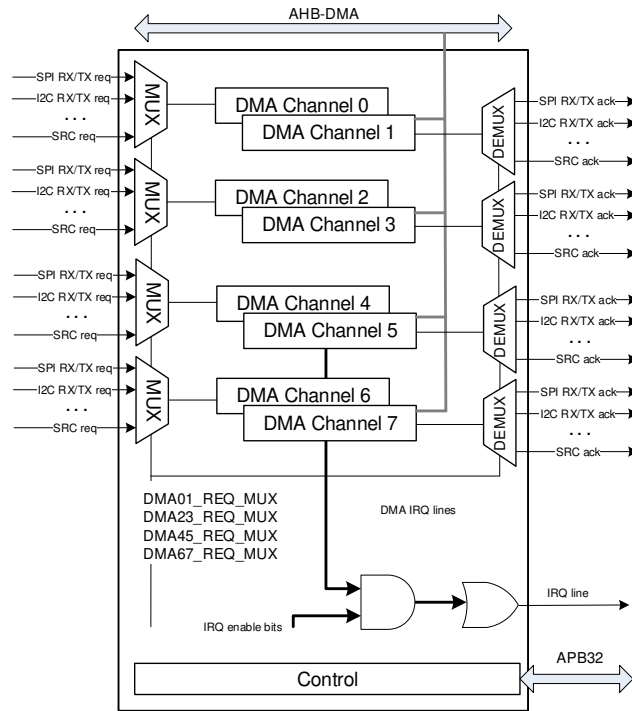 AHB-DMA
SPI RX/TX req
I2C RX/TX req
...
SRC req
MUX
DMA Channel 0
DMA Channel 1
DEMUX
SPI RX/TX ack
I2C RX/TX ack
...
SRC ack
SPI RX/TX req
I2C RX/TX req
...
SRC req
MUX
DMA Channel 2
DMA Channel 3
DEMUX
SPI RX/TX ack
I2C RX/TX ack
...
SRC ack
SPI RX/TX req
I2C RX/TX req
...
SRC req
MUX
DMA Channel 4
DMA Channel 5
DEMUX
SPI RX/TX ack
I2C RX/TX ack
...
SRC ack
SPI RX/TX req
I2C RX/TX req
...
SRC req
MUX
DMA Channel 6
DMA Channel 7
DEMUX
SPI RX/TX ack
I2C RX/TX ack
...
SRC ack
DMA01_REQ_MUX
DMA23_REQ_MUX
DMA45_REQ_MUX
DMA67_REQ_MUX
DMA IRQ lines
IRQ enable bits
IRQ line
Control
APB32